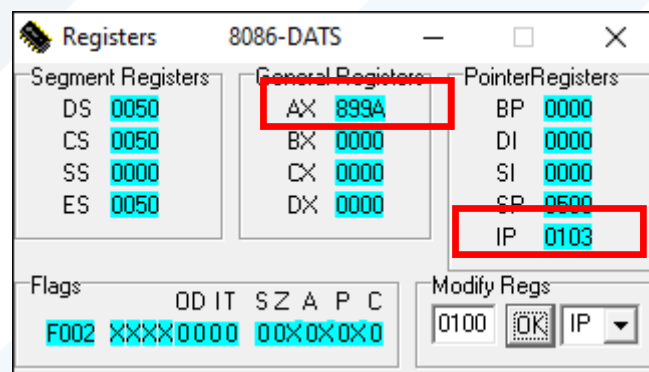 Registers 8086-DATS
Segment Registers General Registers PointerRegisters
DS 0050 AX 899A BP 0000
CS 0050 BX 0000 DI 0000
SS 0000 CX 0000 SI 0000
ES 0050 DX 0000 SP 0500
IP 0103
Flags Modify Regs
OD IT S Z A P C
0100 OK IP
F002 XXXX0000 00X0X0X0